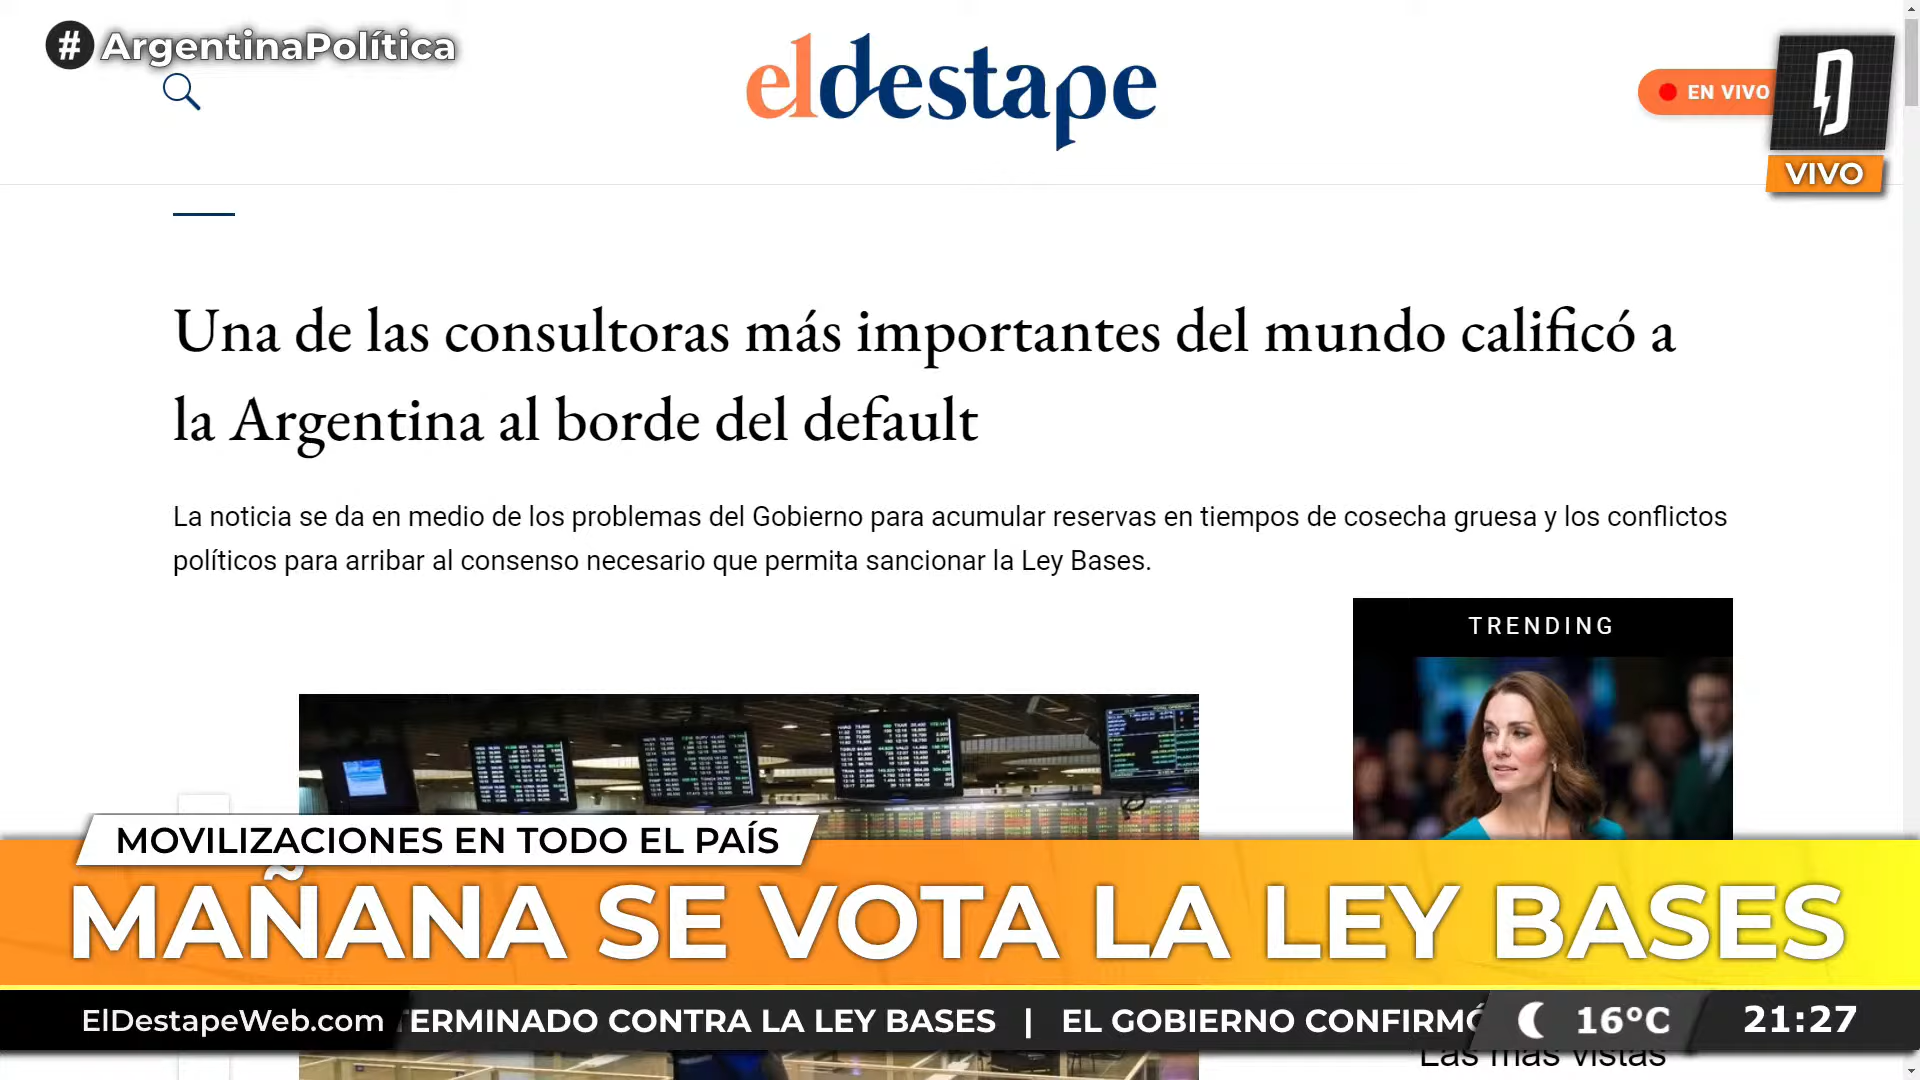 # ArgentinaPolítica
eldestape
EN VIVO
VIVO
Una de las consultoras más importantes del mundo calificó a
la Argentina al borde del default
La noticia se da en medio de los problemas del Gobierno para acumular reservas en tiempos de cosecha gruesa y los conflictos
políticos para arribar al consenso necesario que permita sancionar la Ley Bases.
TRENDING
MOVILIZACIONES EN TODO EL PAÍS
MAÑANA SE VOTA LA LEY BASES
ElDestapeWeb.com
ERMINADO CONTRA LA LEY BASES | EL GOBIERNO CONFIRMÓ
16°C
21:27
Las más vistas